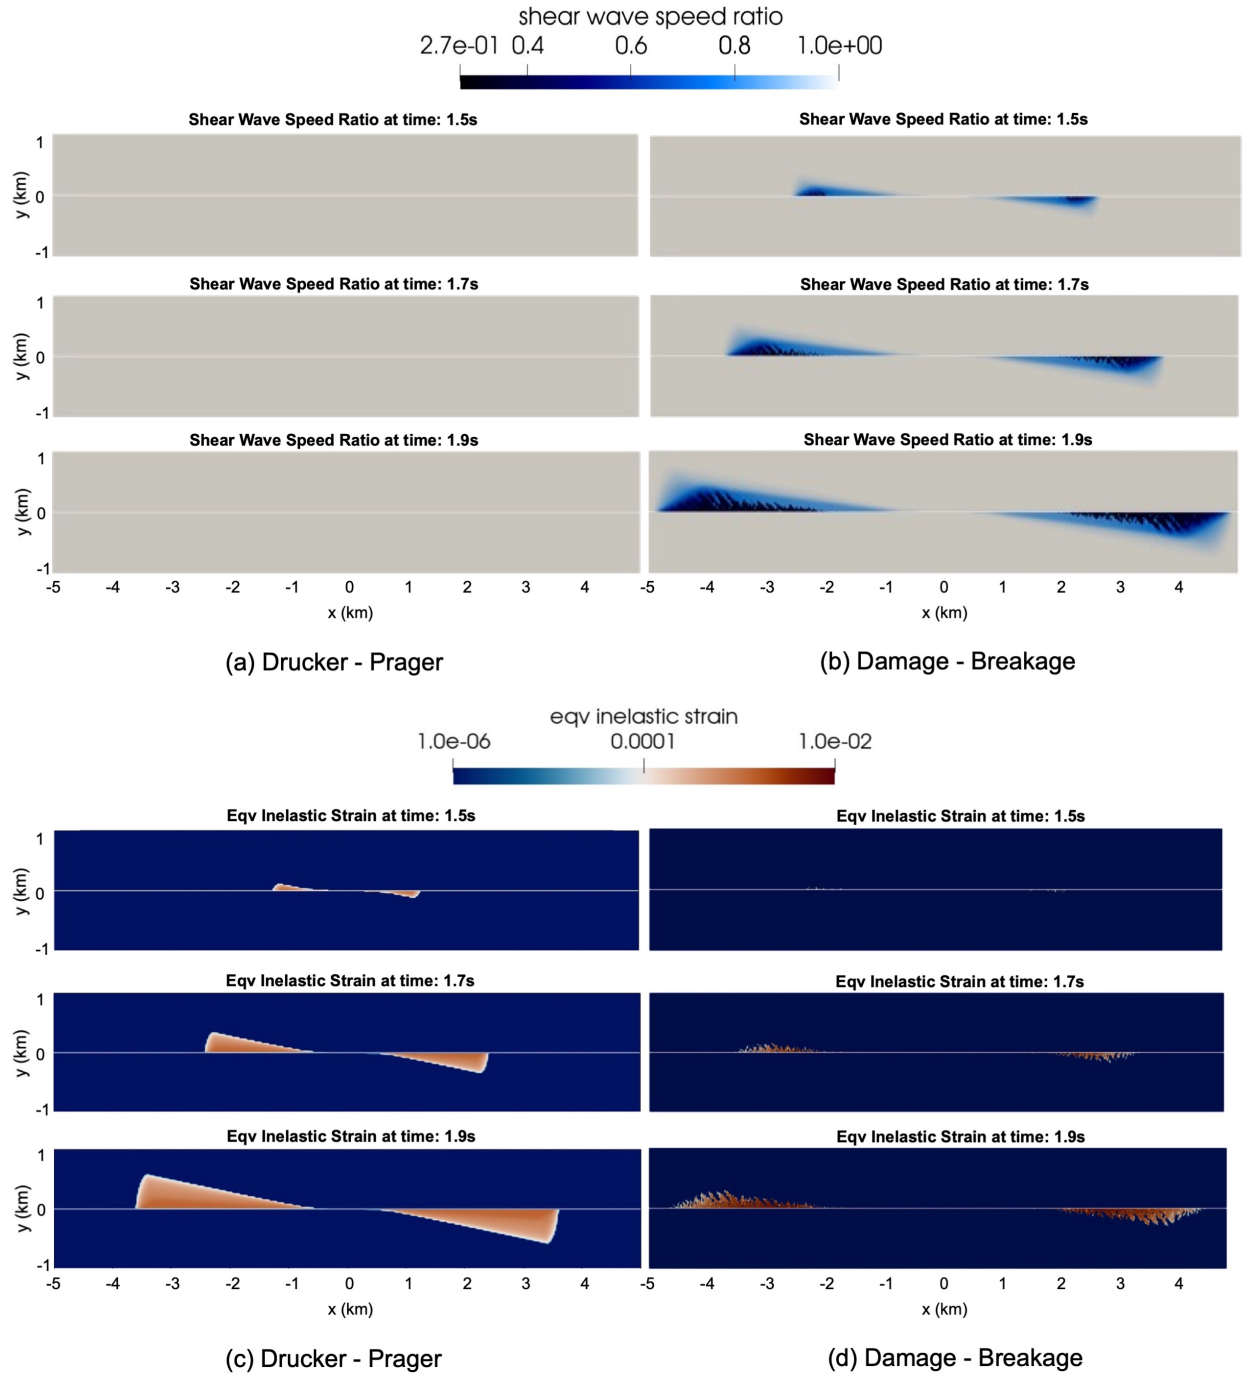 shear wave speed ratio
2.7e-01 0.4 0.6 0.8 1.0e+00
Shear Wave Speed Ratio at time: 1.5s
Shear Wave Speed Ratio at time: 1.5s
1
y (km)
0
-1
Shear Wave Speed Ratio at time: 1.7s
Shear Wave Speed Ratio at time: 1.7s
1
y (km)
0
-1
Shear Wave Speed Ratio at time: 1.9s
Shear Wave Speed Ratio at time: 1.9s
1
y (km)
0
-1
-5 -4 -3 -2 -1 0 1 2 3 4 -5 -4 -3 -2 -1 0 1 2 3 4
x (km) x (km)
(a) Drucker - Prager
(b) Damage - Breakage
eqv inelastic strain
1.0e-06 0.0001 1.0e-02
Eqv Inelastic Strain at time: 1.5s
Eqv Inelastic Strain at time: 1.5s
1
y (km)
0
-1
Eqv Inelastic Strain at time: 1.7s
Eqv Inelastic Strain at time: 1.7s
1
y (km)
0
-1
Eqv Inelastic Strain at time: 1.9s
Eqv Inelastic Strain at time: 1.9s
1
y (km)
0
-1
-5 -4 -3 -2 -1 0 1 2 3 4 -5 -4 -3 -2 -1 0 1 2 3 4
x (km) x (km)
(c) Drucker - Prager
(d) Damage - Breakage